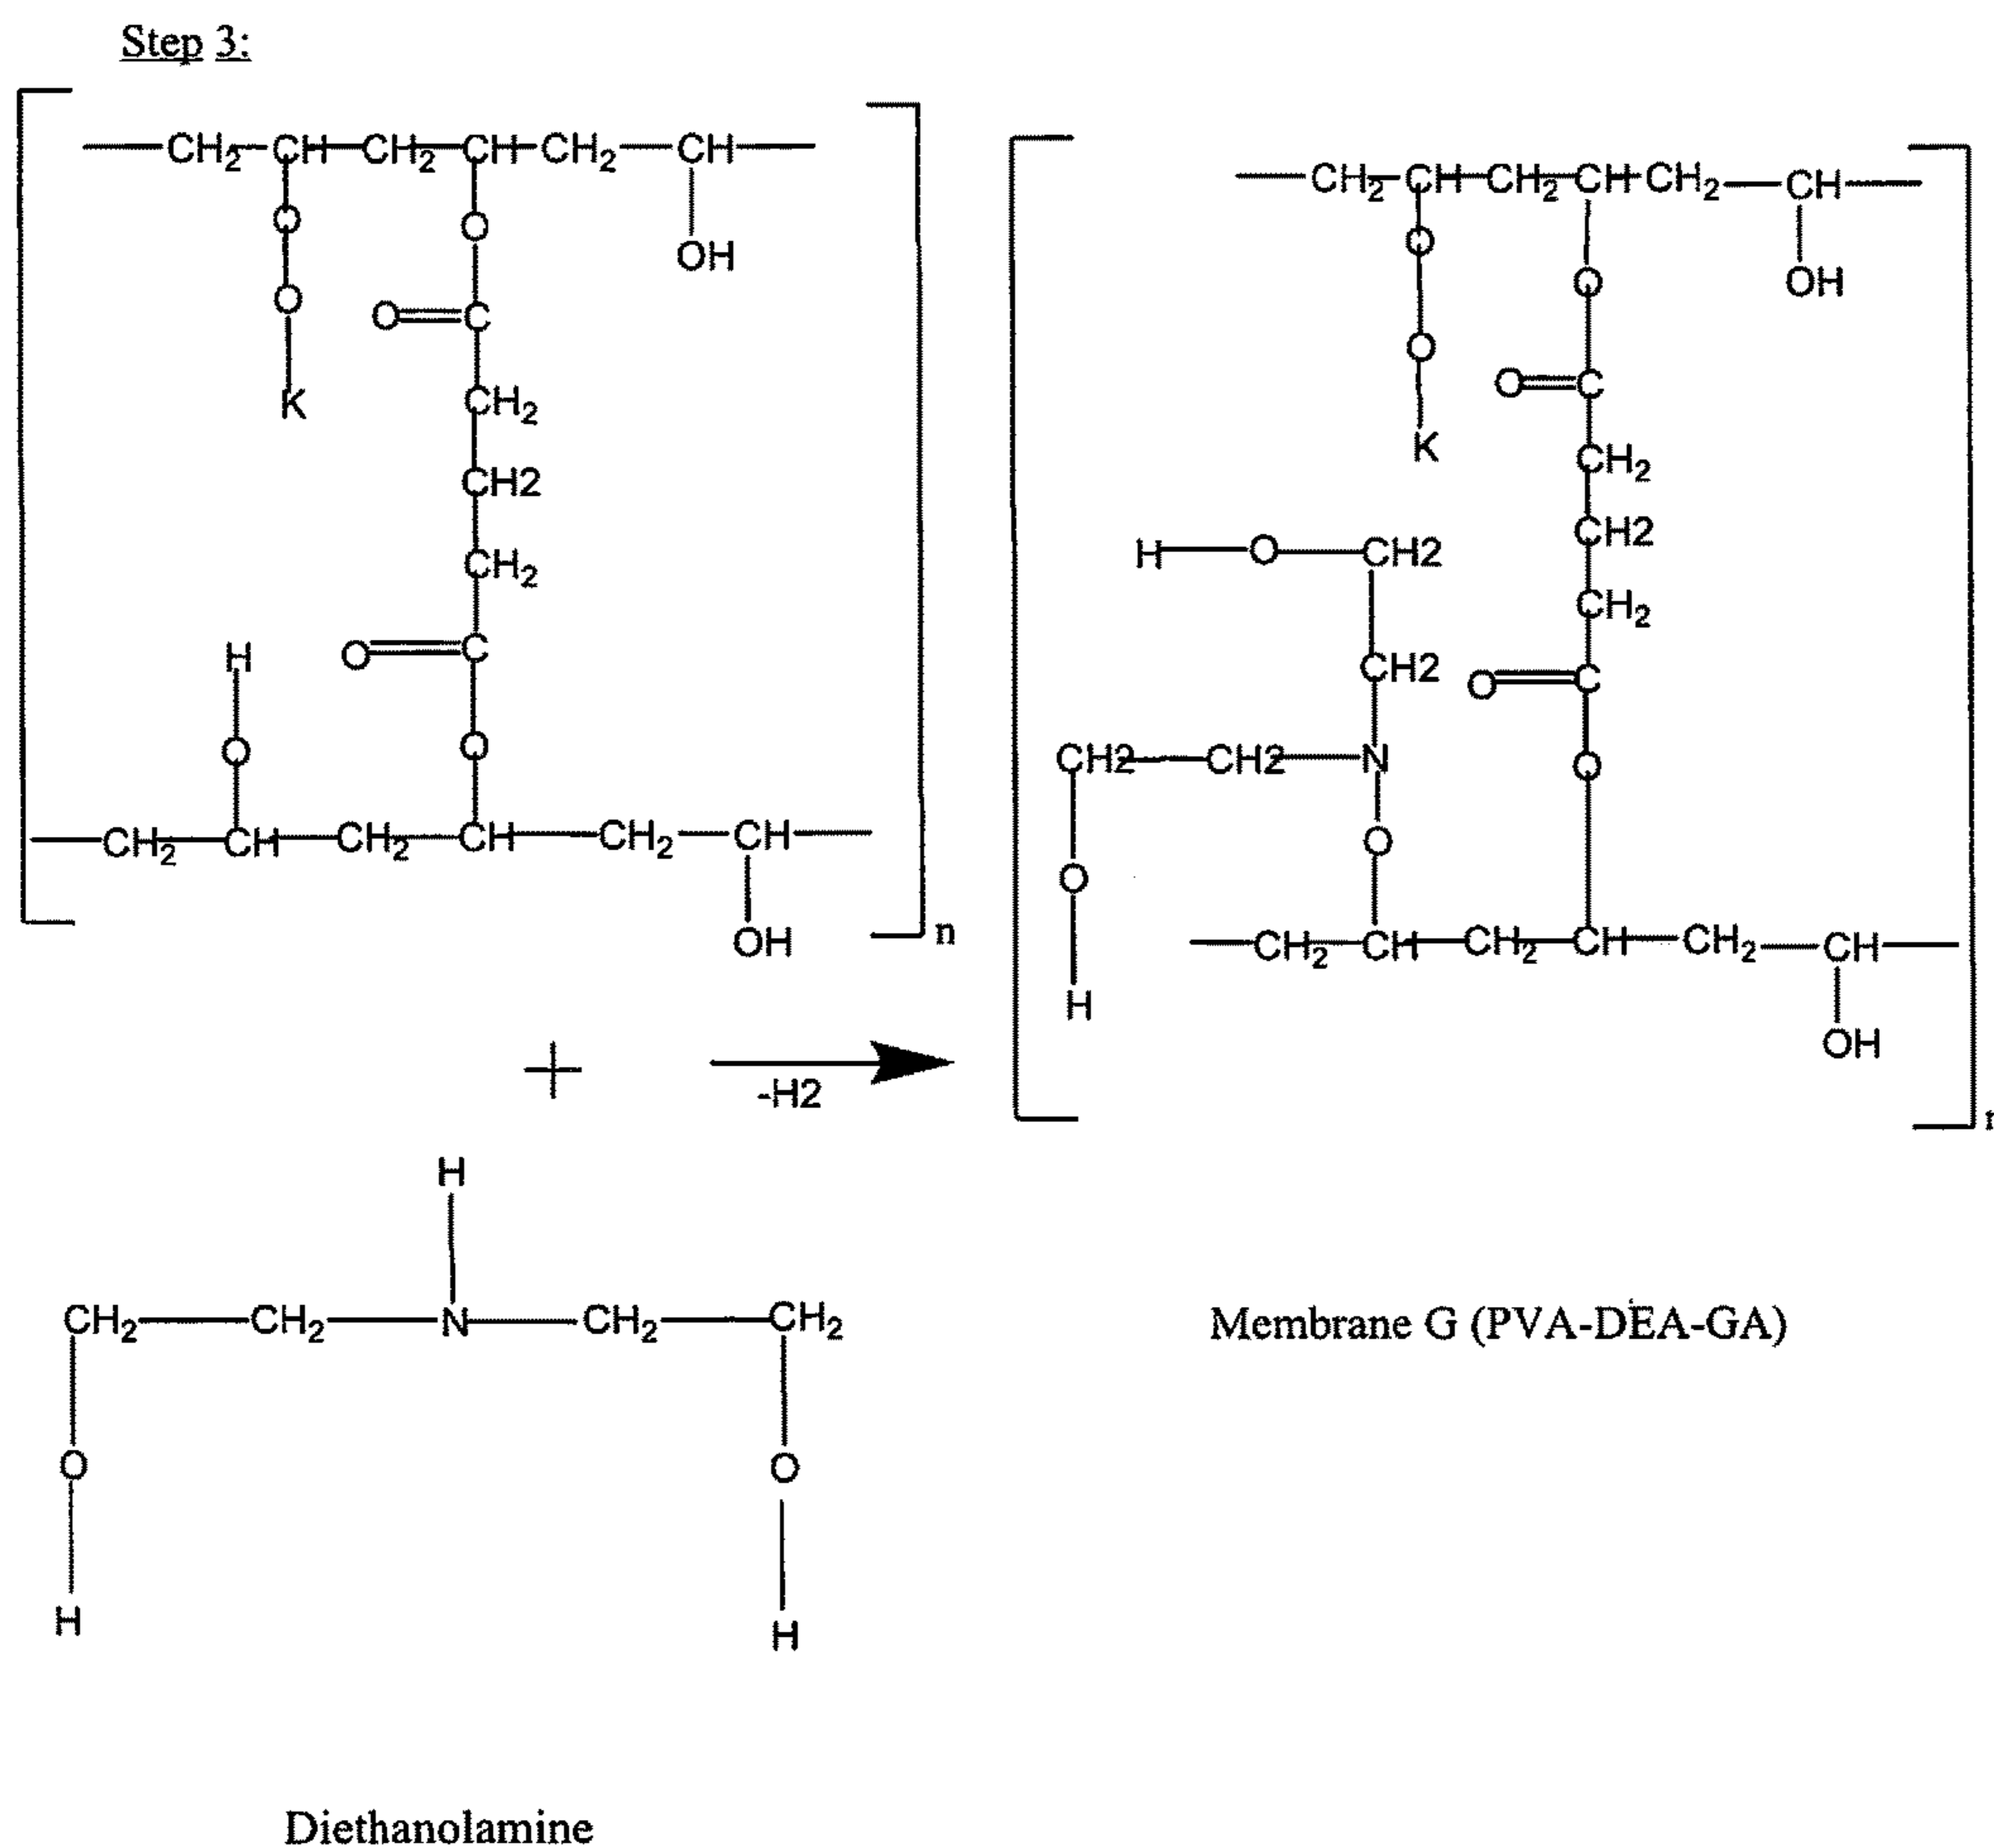 Step 3:
CH2 CH CH2 CH CH2 CH
O O OH
O O C
K CH2
CH2
CH2
H O C
O O
CH2 CH CH2 CH CH2 CH
OH n
CH2 CH CH2 CH CH2 CH
O O OH
O O C
K CH2
H O CH2 CH2
CH2
CH2 O C
CH2 CH2 N O
O O
CH2 CH CH2 CH CH2 CH
H OH
+ -H2
H
CH2 CH2 N CH2 CH2
O O
H H
Membrane G (PVA-DEA-GA)
Diethanolamine